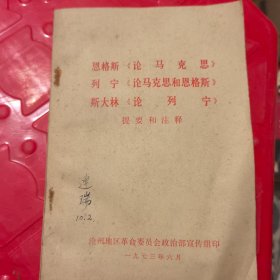 恩格斯《论马克思》
列宁《论马克思和恩格斯》
斯大林《论列宁》
提要和注释
建瑞
10.2.
沧州地区革命委员会政治部宣传组印
一九七三年六月